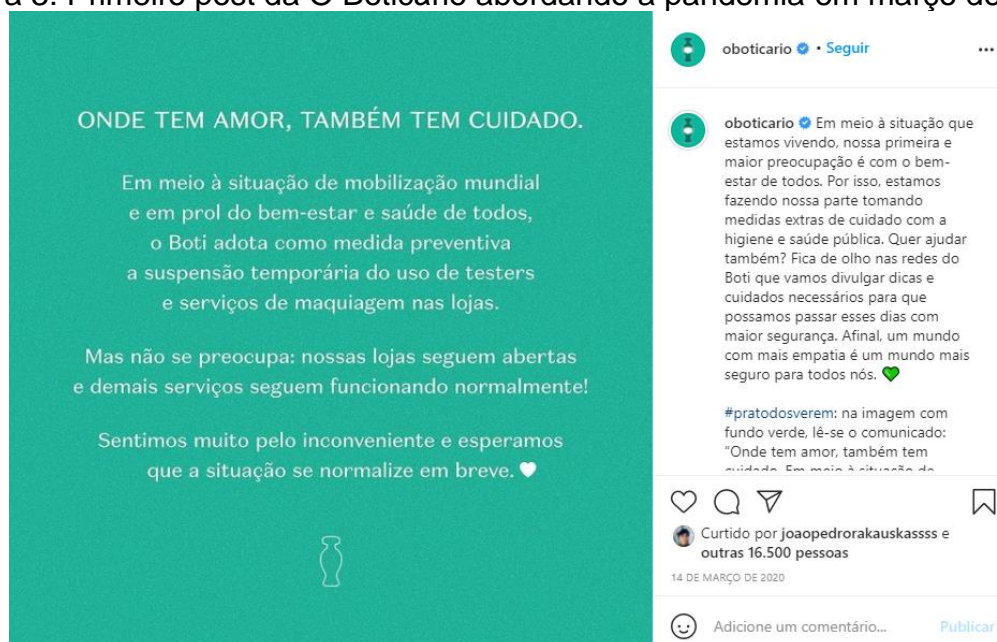 a 3. Primeiro post da O Boticário abordando a pandemia em março de
ONDE TEM AMOR, TAMBÉM TEM CUIDADO.
Em meio à situação de mobilização mundial
e em prol do bem-estar e saúde de todos,
o Boti adota como medida preventiva
a suspensão temporária do uso de testers
e serviços de maquiagem nas lojas.
Mas não se preocupa: nossas lojas seguem abertas
e demais serviços seguem funcionando normalmente!
Sentimos muito pelo inconveniente e esperamos
que a situação se normalize em breve.
oboticario • Seguir
oboticario Em meio à situação que
estamos vivendo, nossa primeira e
maior preocupação é com o bem-
estar de todos. Por isso, estamos
fazendo nossa parte tomando
medidas extras de cuidado com a
higiene e saúde pública. Quer ajudar
também? Fica de olho nas redes do
Boti que vamos divulgar dicas e
cuidados necessários para que
possamos passar esses dias com
maior segurança. Afinal, um mundo
com mais empatia é um mundo mais
seguro para todos nós. 💚
#pratodosverem: na imagem com
fundo verde, lê-se o comunicado:
"Onde tem amor, também tem
cuidado. Em meio à situação de
Curtido por joaopedrorakauskassss e
outras 16.500 pessoas
14 DE MARÇO DE 2020
Adicione um comentário... Publicar